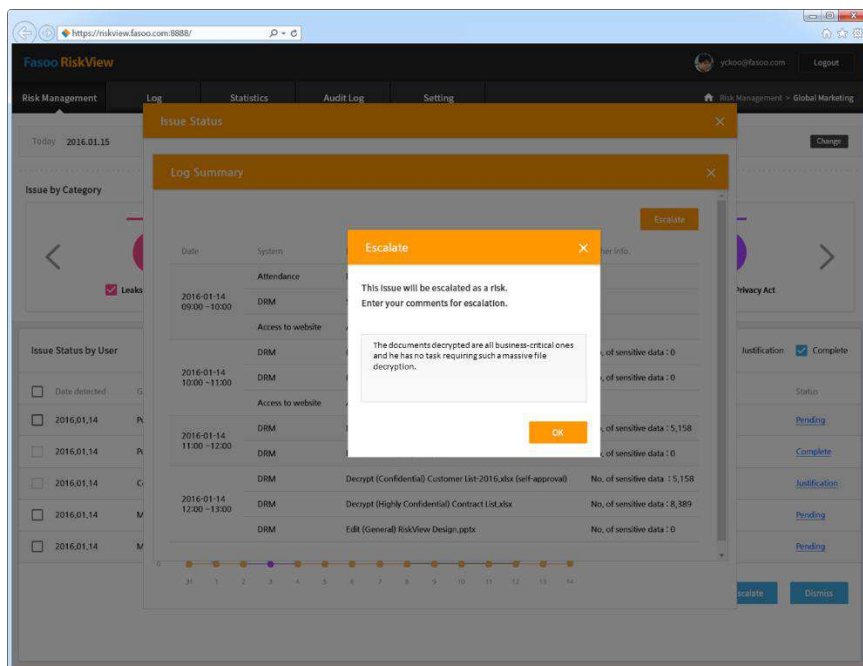 https://riskview.fasoo.com:8888/
Fasoo RiskView
yckoo@fasoo.com
Logout
Risk Management Log Statistics Audit Log Setting
Risk Management > Global Marketing
Issue Status
Today 2016.01.15
Change
Log Summary
Issue by Category
Escalate
Date System
her info.
Escalate
Leaks
Privacy Act
This issue will be escalated as a risk.
Enter your comments for escalation.
The documents decrypted are all business-critical ones
and he has no task requiring such a massive file
decryption.
OK
2016-01-14
09:00 ~10:00
Attendance
DRM
Access to website
2016-01-14
10:00 ~11:00
DRM
, of sensitive data : 0
DRM
, of sensitive data : 0
Access to website
2016-01-14
11:00 ~12:00
DRM
, of sensitive data : 5,158
DRM
, of sensitive data : 0
2016-01-14
12:00 ~13:00
DRM Decrypt (Confidential) Customer List-2016.xlsx (self-approval) No, of sensitive data : 5,158
DRM Decrypt (Highly Confidential) Contract List.xlsx No, of sensitive data : 8,389
DRM Edit (General) RiskView Design.pptx No, of sensitive data : 0
Issue Status by User
Justification Complete
Date detected G Status
2016,01,14 Pending
2016,01,14 Complete
2016,01,14 Justification
2016,01,14 M Pending
2016,01,14 M Pending
0
31 1 2 3 4 5 6 7 8 9 10 11 12 13 14
scalate
Dismiss